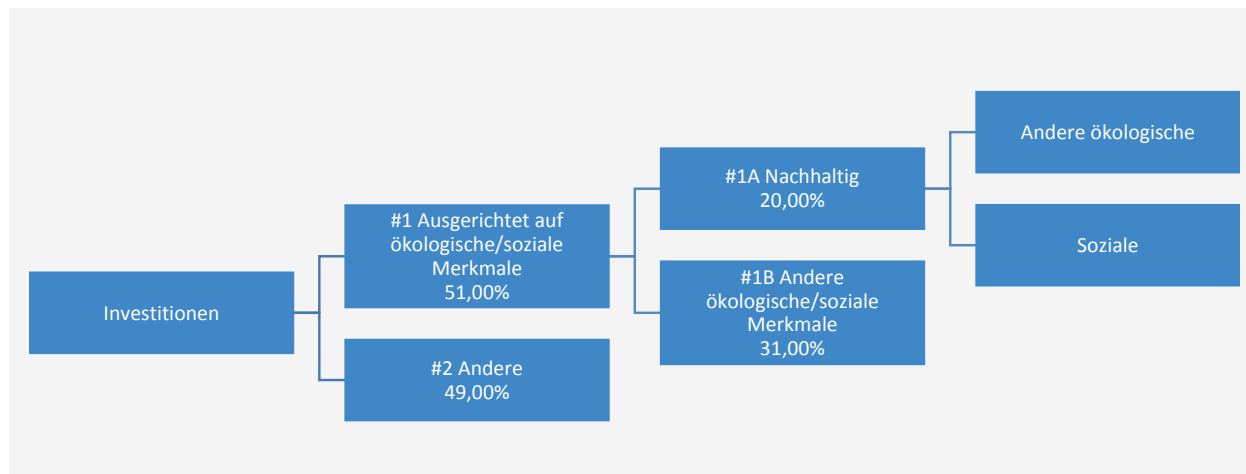 Investitionen
#1 Ausgerichtet auf
ökologische/soziale
Merkmale
51,00%
#2 Andere
49,00%
#1A Nachhaltig
20,00%
#1B Andere
ökologische/soziale
Merkmale
31,00%
Andere ökologische
Soziale